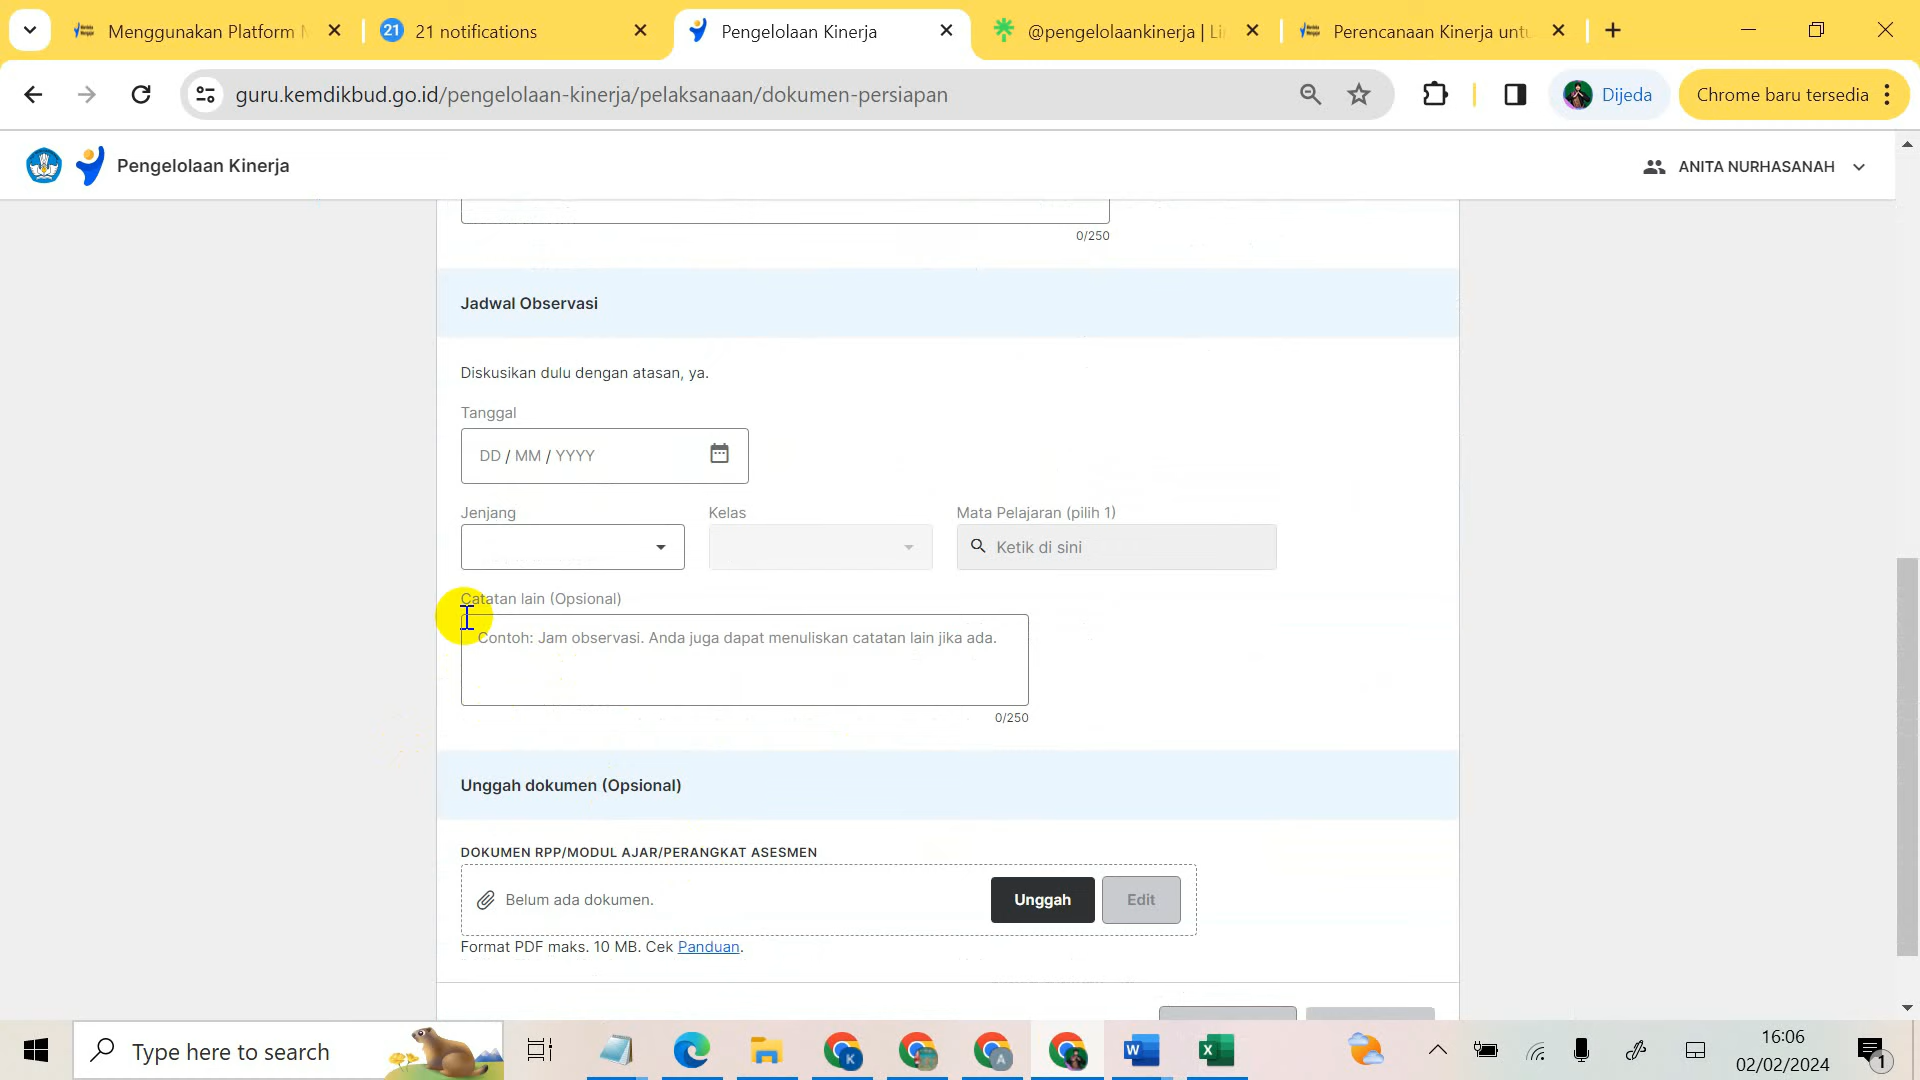 Menggunakan Platform
21
21 notifications
Pengelolaan Kinerja
@pengelolaankinerja | Li
Perencanaan Kinerja untu
guru.kemdikbud.go.id/pengelolaan-kinerja/pelaksanaan/dokumen-persiapan
Dijeda
Chrome baru tersedia
Pengelolaan Kinerja
ANITA NURHASANAH
0/250
Jadwal Observasi
Diskusikan dulu dengan atasan, ya.
Tanggal
DD / MM / YYYY
Jenjang
Kelas
Mata Pelajaran (pilih 1)
Ketik di sini
Catatan lain (Opsional)
Contoh: Jam observasi. Anda juga dapat menuliskan catatan lain jika ada.
0/250
Unggah dokumen (Opsional)
DOKUMEN RPP/MODUL AJAR/PERANGKAT ASESMEN
Belum ada dokumen.
Unggah
Edit
Format PDF maks. 10 MB. Cek Panduan.
Type here to search
K
A
W
X
16:06
02/02/2024
1